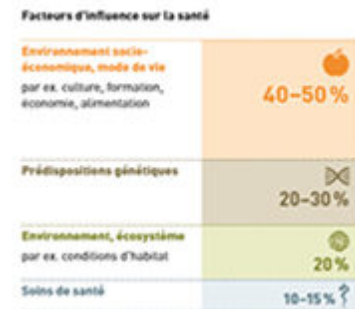 Facteurs d'influence sur la santé
Environnement socio-
économique, mode de vie
par ex. culture, formation,
économie, alimentation
40–50 %
Prédispositions génétiques
20–30 %
Environnement, écosystème
par ex. conditions d'habitat
20 %
Soins de santé
10–15 %